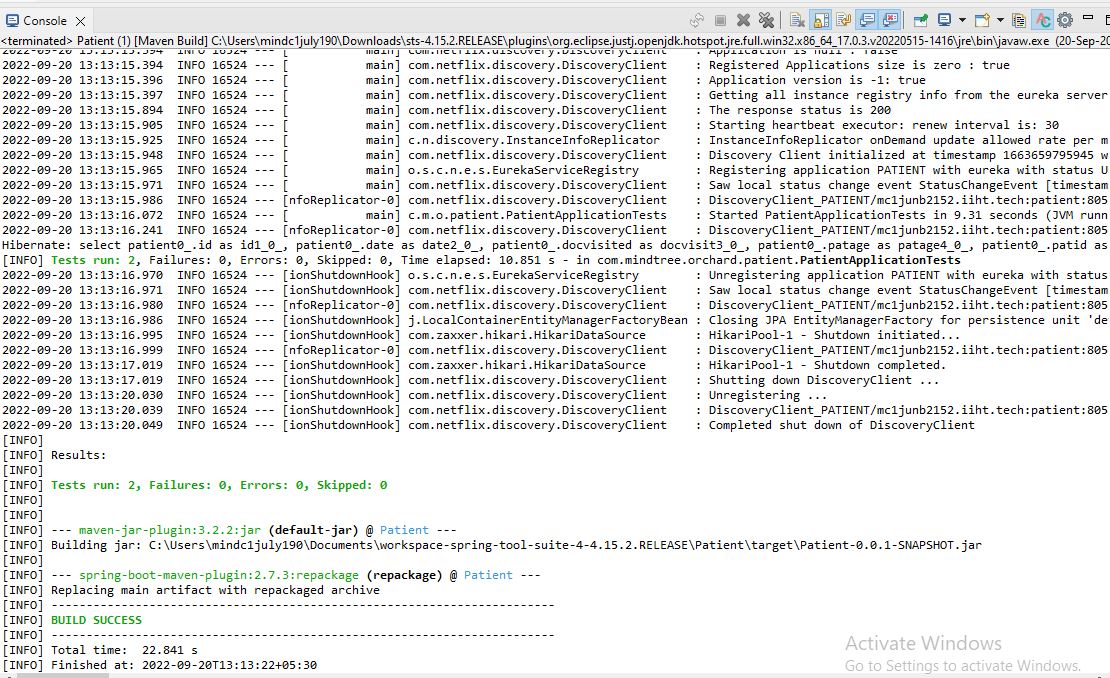 Console
<terminated> Patient (1) [Maven Build] C:\Users\mindc1july190\Downloads\sts-4.15.2.RELEASE\plugins\org.eclipse.justj.openjdk.hotspot.jre.full.win32.x86_64_17.0.3.v20220515-1416\jre\bin\javaw.exe (20-Sep-20
2022-09-20 13:13:15.393  INFO 16524 --- [           main] com.netflix.discovery.DiscoveryClient    : Application is null : false
2022-09-20 13:13:15.394  INFO 16524 --- [           main] com.netflix.discovery.DiscoveryClient    : Registered Applications size is zero : true
2022-09-20 13:13:15.396  INFO 16524 --- [           main] com.netflix.discovery.DiscoveryClient    : Application version is -1: true
2022-09-20 13:13:15.397  INFO 16524 --- [           main] com.netflix.discovery.DiscoveryClient    : Getting all instance registry info from the eureka server
2022-09-20 13:13:15.894  INFO 16524 --- [           main] com.netflix.discovery.DiscoveryClient    : The response status is 200
2022-09-20 13:13:15.905  INFO 16524 --- [           main] com.netflix.discovery.DiscoveryClient    : Starting heartbeat executor: renew interval is: 30
2022-09-20 13:13:15.925  INFO 16524 --- [           main] c.n.discovery.InstanceInfoReplicator     : InstanceInfoReplicator onDemand update allowed rate per m
2022-09-20 13:13:15.948  INFO 16524 --- [           main] com.netflix.discovery.DiscoveryClient    : Discovery Client initialized at timestamp 1663659795945 w
2022-09-20 13:13:15.965  INFO 16524 --- [           main] o.s.c.n.e.s.EurekaServiceRegistry        : Registering application PATIENT with eureka with status U
2022-09-20 13:13:15.971  INFO 16524 --- [           main] com.netflix.discovery.DiscoveryClient    : Saw local status change event StatusChangeEvent [timestam
2022-09-20 13:13:15.986  INFO 16524 --- [nfoReplicator-0] com.netflix.discovery.DiscoveryClient    : DiscoveryClient_PATIENT/mc1junb2152.iiht.tech:patient:805
2022-09-20 13:13:16.072  INFO 16524 --- [           main] c.m.o.patient.PatientApplicationTests    : Started PatientApplicationTests in 9.31 seconds (JVM runn
2022-09-20 13:13:16.241  INFO 16524 --- [nfoReplicator-0] com.netflix.discovery.DiscoveryClient    : DiscoveryClient_PATIENT/mc1junb2152.iiht.tech:patient:805
Hibernate: select patient0_.id as id1_0_, patient0_.date as date2_0_, patient0_.docvisited as docvisit3_0_, patient0_.patage as patage4_0_, patient0_.patid as
[INFO] Tests run: 2, Failures: 0, Errors: 0, Skipped: 0, Time elapsed: 10.851 s - in com.mindtree.orchard.patient.PatientApplicationTests
2022-09-20 13:13:16.970  INFO 16524 --- [ionShutdownHook] o.s.c.n.e.s.EurekaServiceRegistry        : Unregistering application PATIENT with eureka with status
2022-09-20 13:13:16.971  INFO 16524 --- [ionShutdownHook] com.netflix.discovery.DiscoveryClient    : Saw local status change event StatusChangeEvent [timestam
2022-09-20 13:13:16.980  INFO 16524 --- [nfoReplicator-0] com.netflix.discovery.DiscoveryClient    : DiscoveryClient_PATIENT/mc1junb2152.iiht.tech:patient:805
2022-09-20 13:13:16.986  INFO 16524 --- [ionShutdownHook] j.LocalContainerEntityManagerFactoryBean : Closing JPA EntityManagerFactory for persistence unit 'de
2022-09-20 13:13:16.995  INFO 16524 --- [ionShutdownHook] com.zaxxer.hikari.HikariDataSource       : HikariPool-1 - Shutdown initiated...
2022-09-20 13:13:16.999  INFO 16524 --- [nfoReplicator-0] com.netflix.discovery.DiscoveryClient    : DiscoveryClient_PATIENT/mc1junb2152.iiht.tech:patient:805
2022-09-20 13:13:17.019  INFO 16524 --- [ionShutdownHook] com.zaxxer.hikari.HikariDataSource       : HikariPool-1 - Shutdown completed.
2022-09-20 13:13:17.019  INFO 16524 --- [ionShutdownHook] com.netflix.discovery.DiscoveryClient    : Shutting down DiscoveryClient ...
2022-09-20 13:13:20.030  INFO 16524 --- [ionShutdownHook] com.netflix.discovery.DiscoveryClient    : Unregistering ...
2022-09-20 13:13:20.039  INFO 16524 --- [ionShutdownHook] com.netflix.discovery.DiscoveryClient    : DiscoveryClient_PATIENT/mc1junb2152.iiht.tech:patient:805
2022-09-20 13:13:20.049  INFO 16524 --- [ionShutdownHook] com.netflix.discovery.DiscoveryClient    : Completed shut down of DiscoveryClient
[INFO]
[INFO] Results:
[INFO]
[INFO] Tests run: 2, Failures: 0, Errors: 0, Skipped: 0
[INFO]
[INFO]
[INFO] --- maven-jar-plugin:3.2.2:jar (default-jar) @ Patient ---
[INFO] Building jar: C:\Users\mindc1july190\Documents\workspace-spring-tool-suite-4-4.15.2.RELEASE\Patient\target\Patient-0.0.1-SNAPSHOT.jar
[INFO]
[INFO] --- spring-boot-maven-plugin:2.7.3:repackage (repackage) @ Patient ---
[INFO] Replacing main artifact with repackaged archive
[INFO] ------------------------------------------------------------------------
[INFO] BUILD SUCCESS
[INFO] ------------------------------------------------------------------------
[INFO] Total time:  22.841 s
[INFO] Finished at: 2022-09-20T13:13:22+05:30
Activate Windows
Go to Settings to activate Windows.